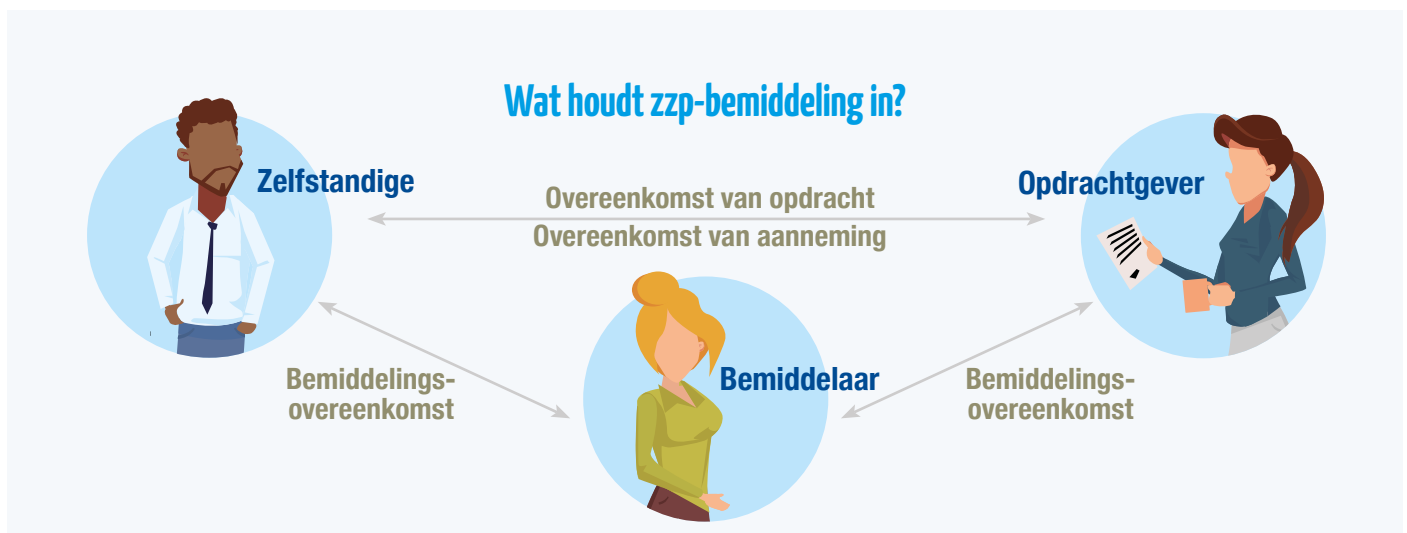 Wat houdt zzp-bemiddeling in?
Zelfstandige
Opdrachtgever
Overeenkomst van opdracht
Overeenkomst van aanneming
Bemiddelaar
Bemiddelings-
overeenkomst
Bemiddelings-
overeenkomst